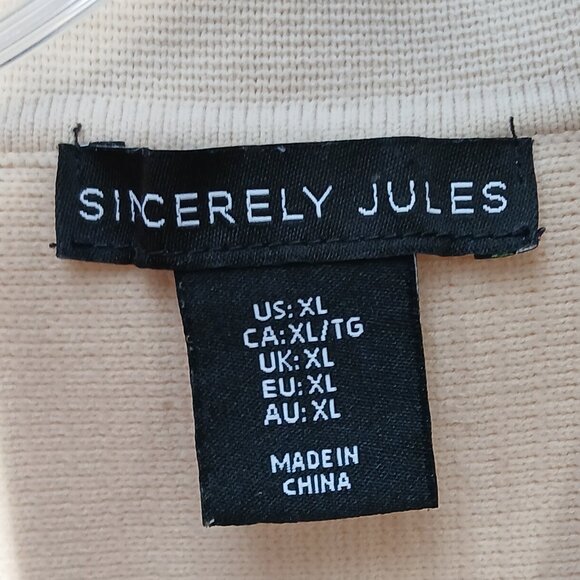 SINCERELY JULES
US: XL
CA:XL/TG
UK: XL
EU: XL
AU: XL
MADE IN
CHINA